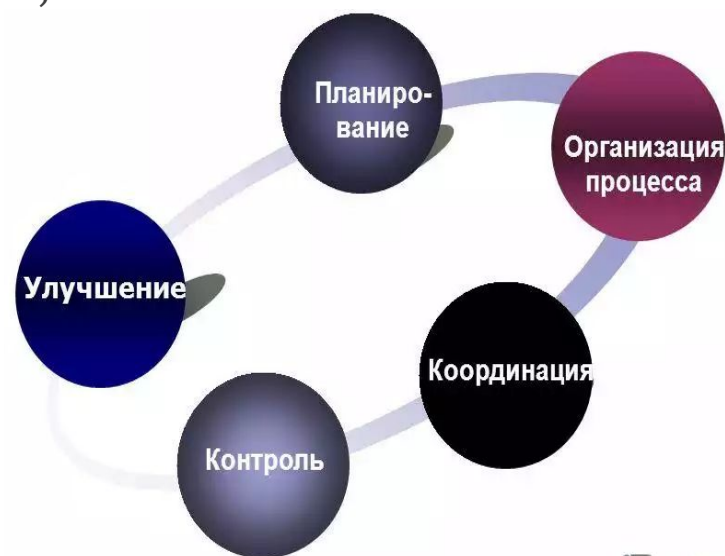 Планиро-
вание
Организация
процесса
Улучшение
Координация
Контроль